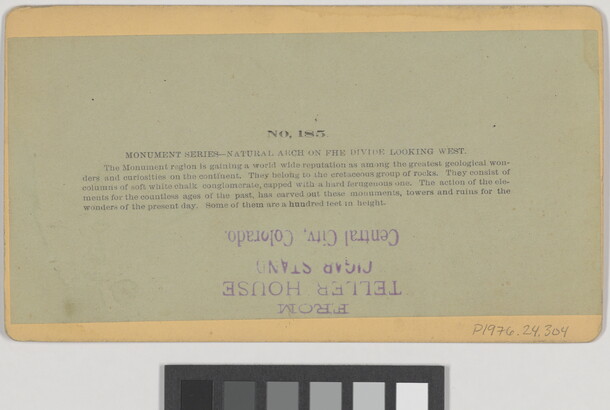 NO. 185.
MONUMENT SERIES—NATURAL ARCH ON FHE DIVIDE LOOKING WEST.
The Monument region is gaining a world wide reputation as among the greatest geological won-
ders and curiosities on the continent. They belong to the cretaceous group of rocks. They consist of
columns of soft white chalk conglomerate, capped with a hard ferugenous one. The action of the ele-
ments for the countless ages of the past, has carved out these monuments, towers and ruins for the
wonders of the present day. Some of them are a hundred feet in height.
FROM
TELLER HOUSE
CIGAR STAND
Central City, Colorado.
P1976.24.304